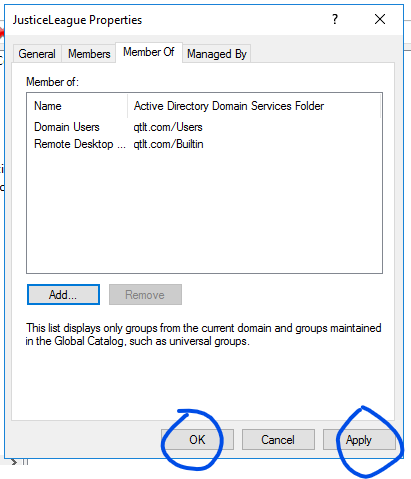 JusticeLeague Properties
? ×
General Members Member Of Managed By
Member of:
Name Active Directory Domain Services Folder
Domain Users qtlt.com/Users
Remote Desktop ... qtlt.com/Builtin
Add... Remove
This list displays only groups from the current domain and groups maintained
in the Global Catalog, such as universal groups.
OK Cancel Apply